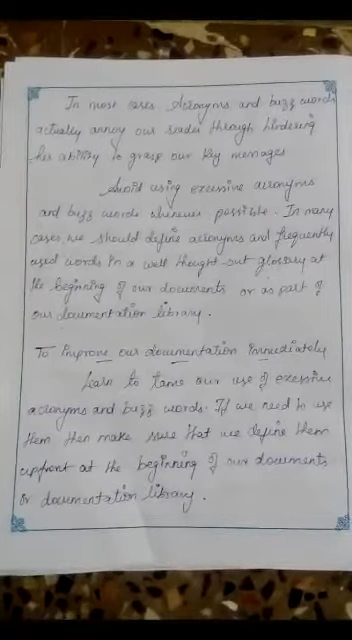 In most cases Acronyms and buzz words
actually annoy our reader through hindering
his ability to grasp our key messages
Avoid using excessive acronyms
and buzz words whenever possible. In many
cases, we should define acronyms and frequently
used words in a well thought-out glossary at
the beginning of our documents or as part of
our documentation library.
To improve our documentation immediately
Learn to tame our use of excessive
acronyms and buzz words. If we need to use
them then make sure that we define them
upfront at the beginning of our documents
or documentation library.